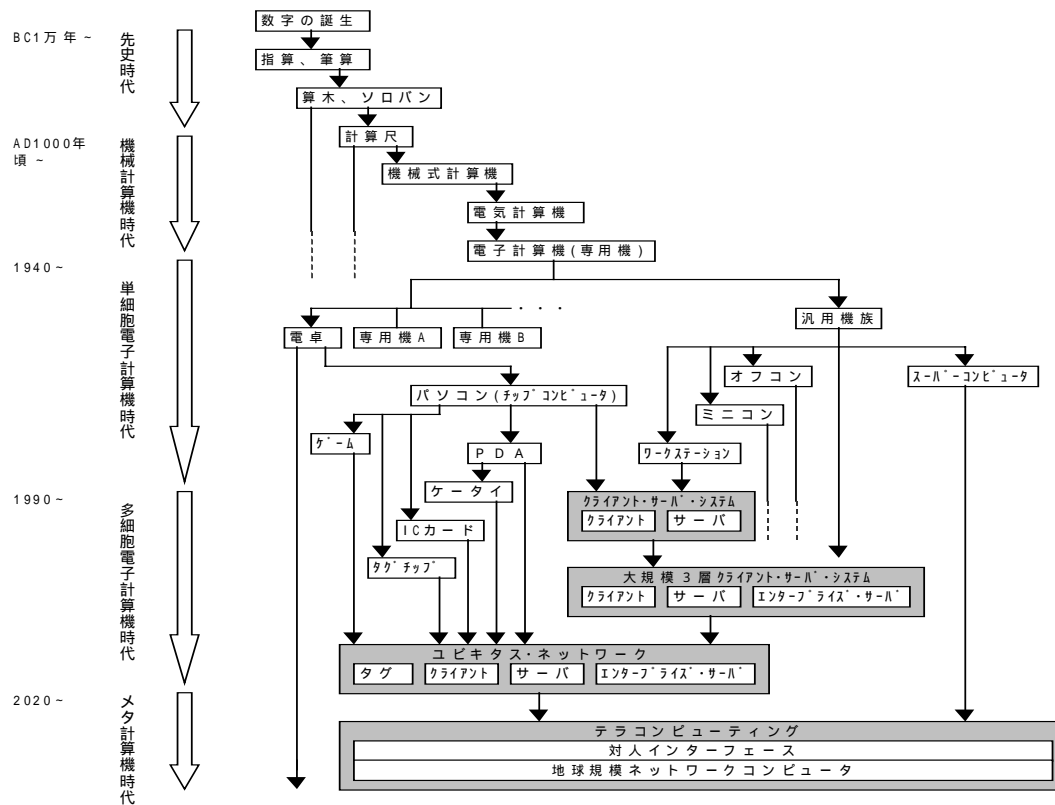 数字の誕生
BC1万年~
先史時代
指算、筆算
算木、ソロバン
計算尺
AD1000年
頃~
機械計算機時代
機械式計算機
電気計算機
電子計算機(専用機)
1940~
単細胞電子計算機時代
・・・
電卓
専用機A
専用機B
汎用機族
オフコン
スーパーコンピュータ
パソコン(チップコンピュータ)
ミニコン
ゲーム
PDA
ワークステーション
ケータイ
1990~
多細胞電子計算機時代
クライアント・サーバ・システム
クライアント
サーバ
ICカード
タグチップ
大規模3層クライアント・サーバ・システム
クライアント
サーバ
エンタープライズ・サーバ
ユビキタス・ネットワーク
タグ
クライアント
サーバ
エンタープライズ・サーバ
2020~
メタ計算機時代
テラコンピューティング
対人インターフェース
地球規模ネットワークコンピュータ